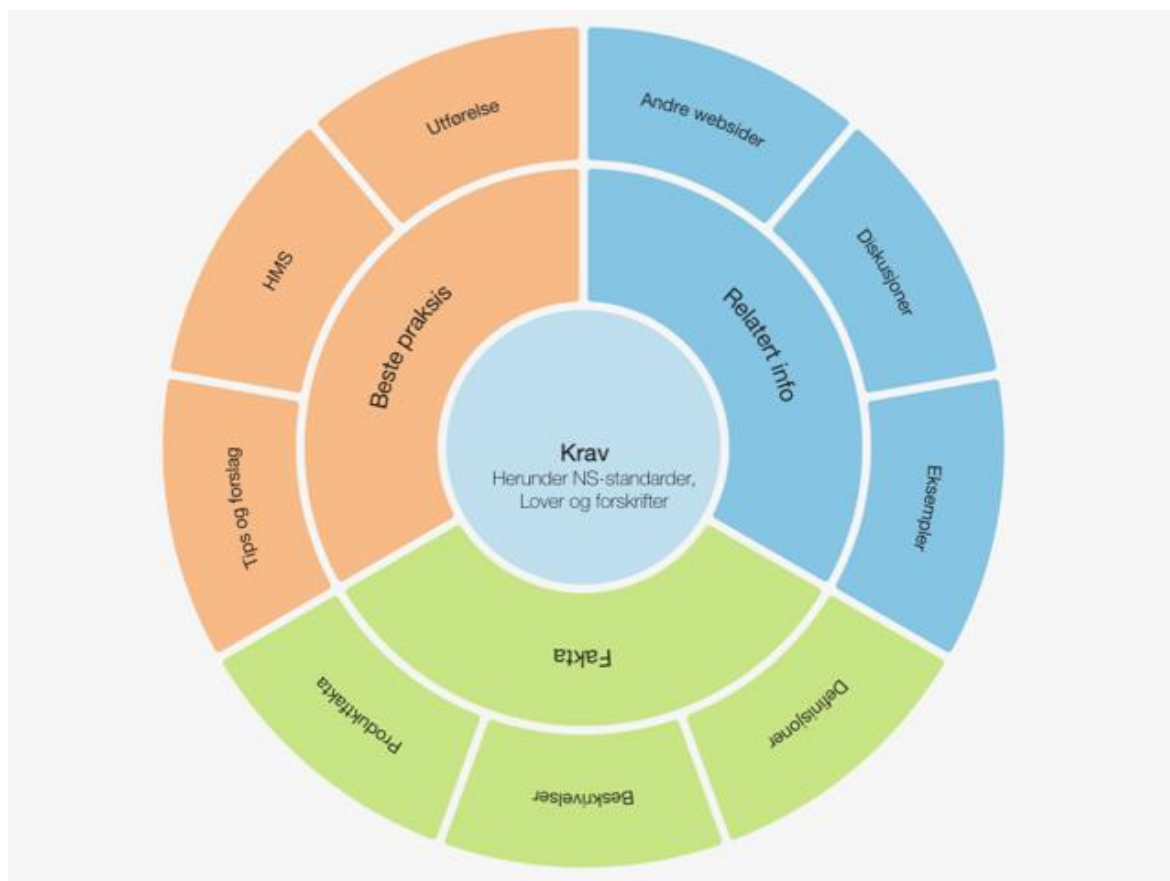 Utførelse
Andre websider
HMS
Diskusjoner
Beste praksis
Relatert info
Krav
Herunder NS-standarder,
Lover og forskrifter
Tips og forslag
Eksempler
Fakta
Produktfakta
Definisjoner
Beskrivelser